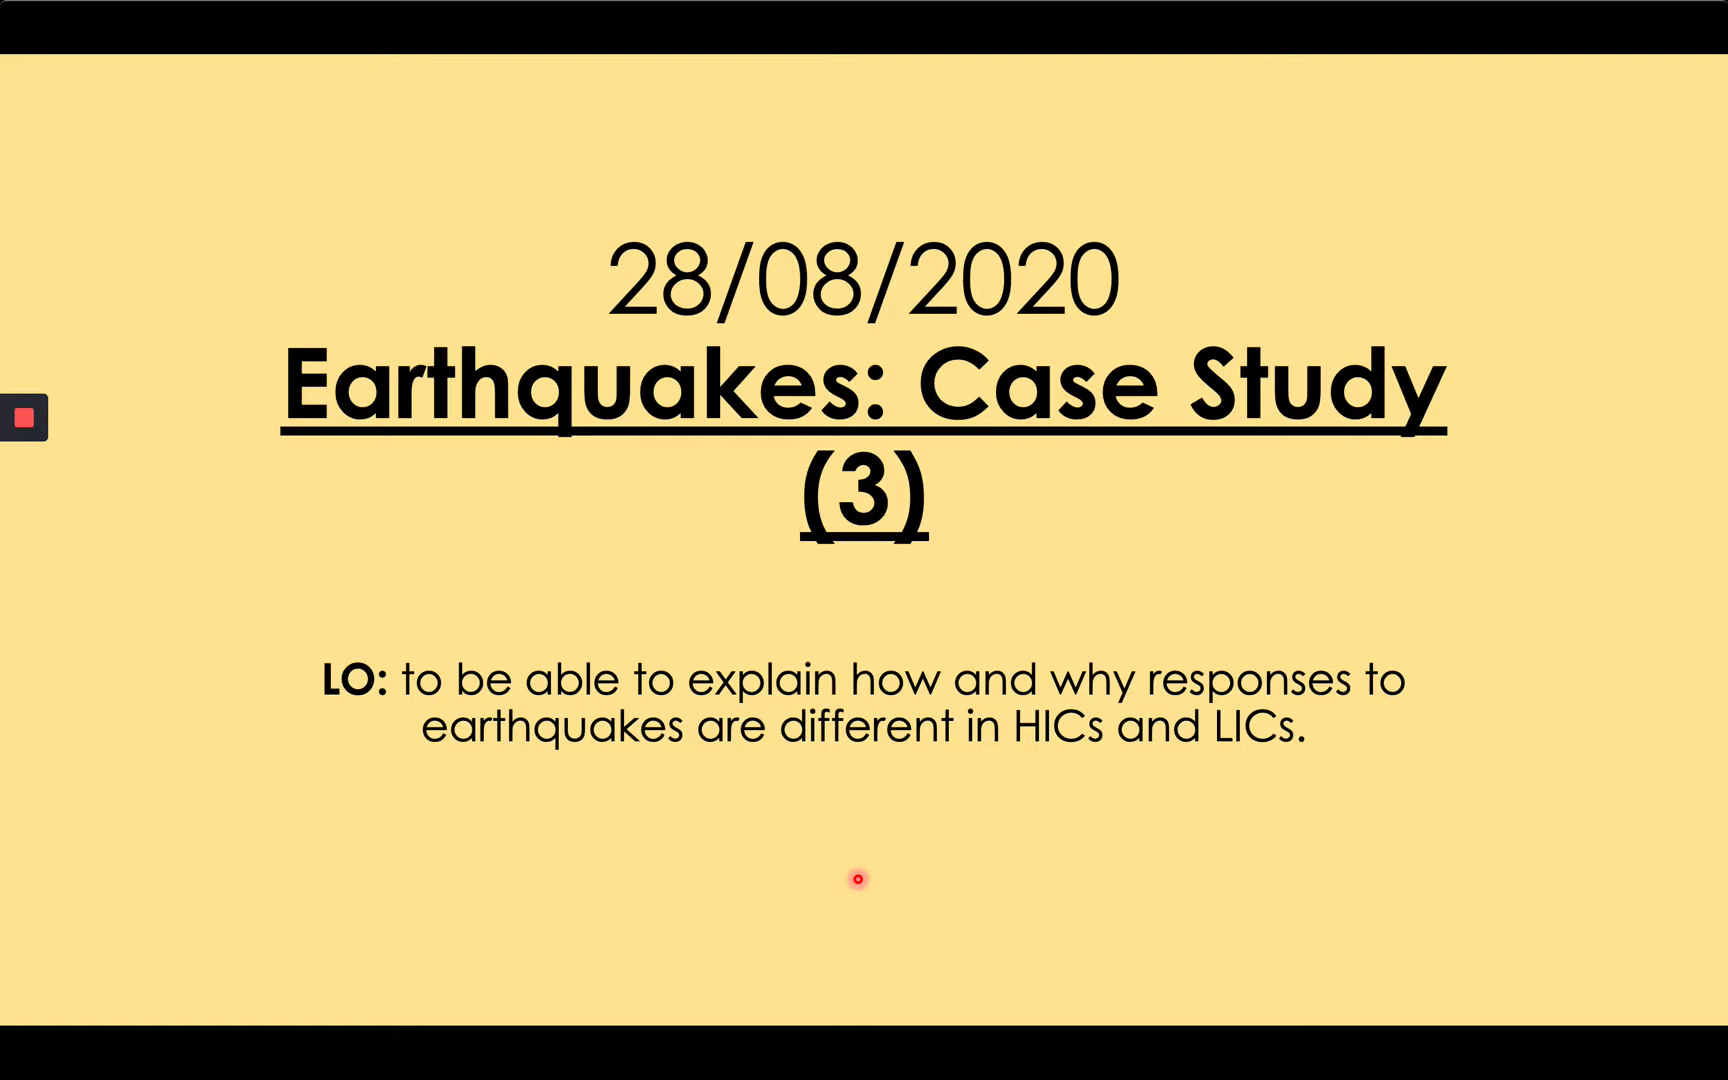 28/08/2020
Earthquakes: Case Study
(3)
LO: to be able to explain how and why responses to
earthquakes are different in HICs and LICs.